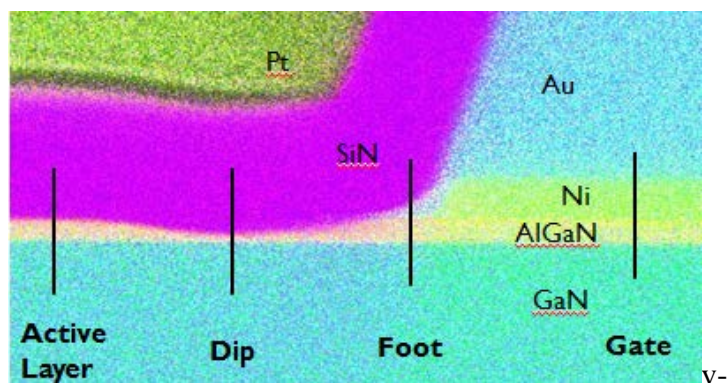 Pt
Au
SiN
Ni
AlGaN
GaN
Active
Layer
Dip
Foot
Gate
y-